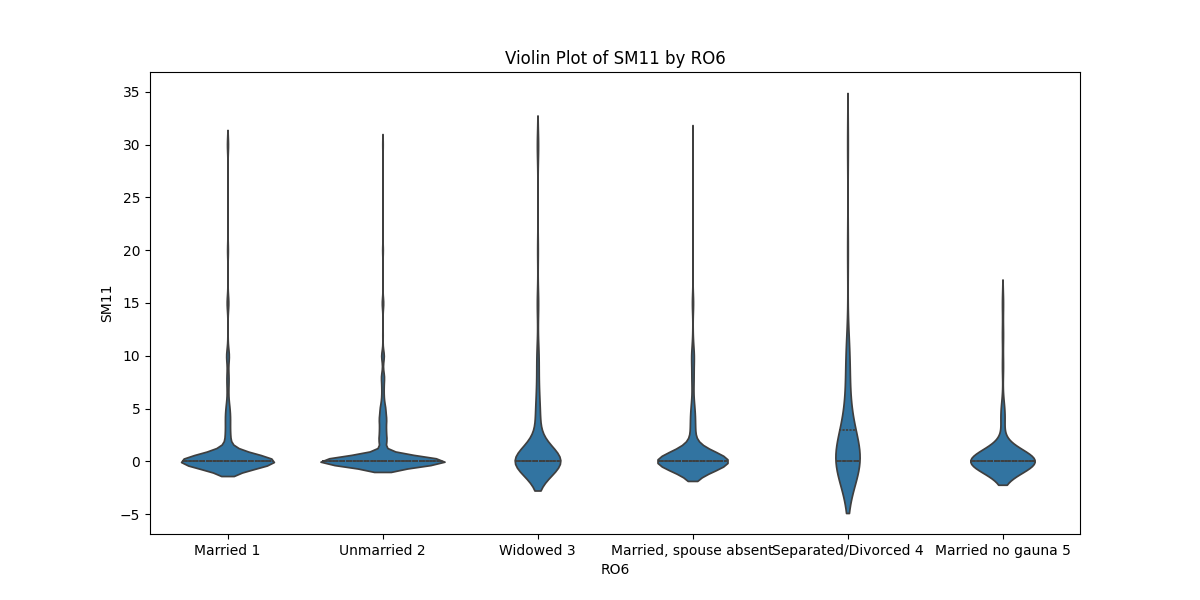 Violin Plot of SM11 by RO6
35
30
25
20
15
10
5
0
−5
SM11
Married 1
Unmarried 2
Widowed 3
Married, spouse absent
Separated/Divorced 4
Married no gauna 5
RO6